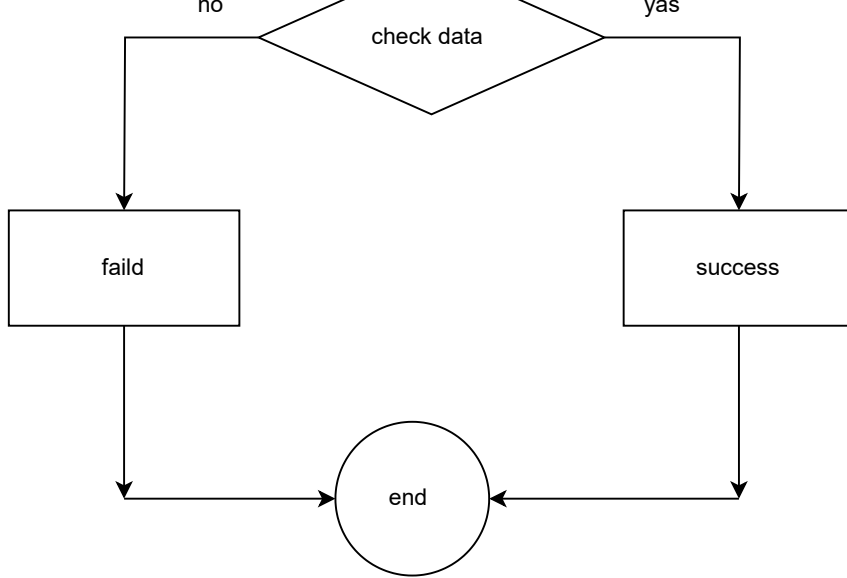 no
yas
check data
faild
success
end